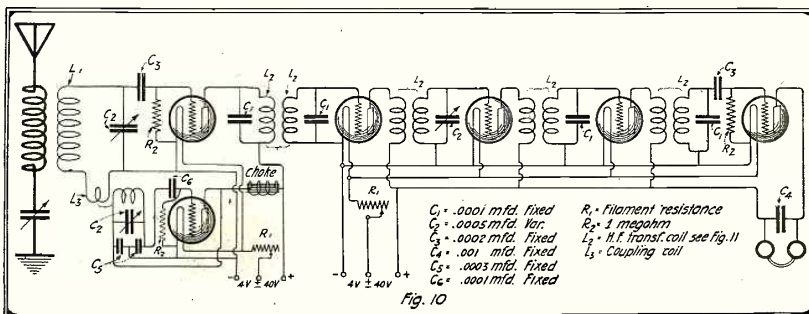 L1
C3
C2
R2
L2
L2
C1
C1
L2
C2
L2
C1
L2
C3
C1
R2
L3
C2
C5
C6
R2
Choke
R1
4V ± 40V
- +
R1
4V ± 40V
- +
C4
C1 = .0001 mfd. Fixed
C2 = .0005 mfd. Var.
C3 = .0002 mfd. Fixed
C4 = .001 mfd. Fixed
C5 = .0003 mfd. Fixed
C6 = .0001 mfd. Fixed
R1 = Filament resistance
R2 = 1 megohm
L2 = H.f. transf. coil see fig. 11
L3 = Coupling coil
Fig. 10